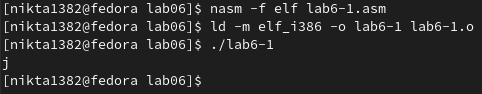 [nikta1382@fedora lab06]$ nasm -f elf lab6-1.asm
[nikta1382@fedora lab06]$ ld -m elf_i386 -o lab6-1 lab6-1.o
[nikta1382@fedora lab06]$ ./lab6-1
j
[nikta1382@fedora lab06]$